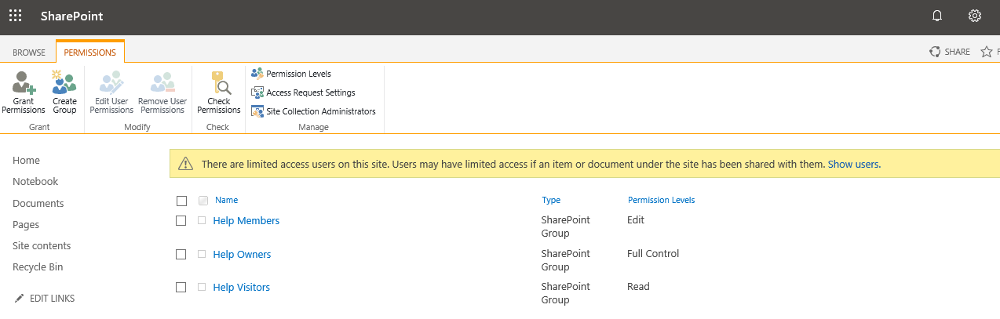 SharePoint
BROWSE
PERMISSIONS
SHARE
F
Grant
Permissions
Create
Group
Edit User
Permissions
Remove User
Permissions
Check
Permissions
Permission Levels
Access Request Settings
Site Collection Administrators
Grant
Modify
Check
Manage
Home
Notebook
Documents
Pages
Site contents
Recycle Bin
EDIT LINKS
There are limited access users on this site. Users may have limited access if an item or document under the site has been shared with them. Show users.
Name
Type
Permission Levels
Help Members
SharePoint
Group
Edit
Help Owners
SharePoint
Group
Full Control
Help Visitors
SharePoint
Group
Read